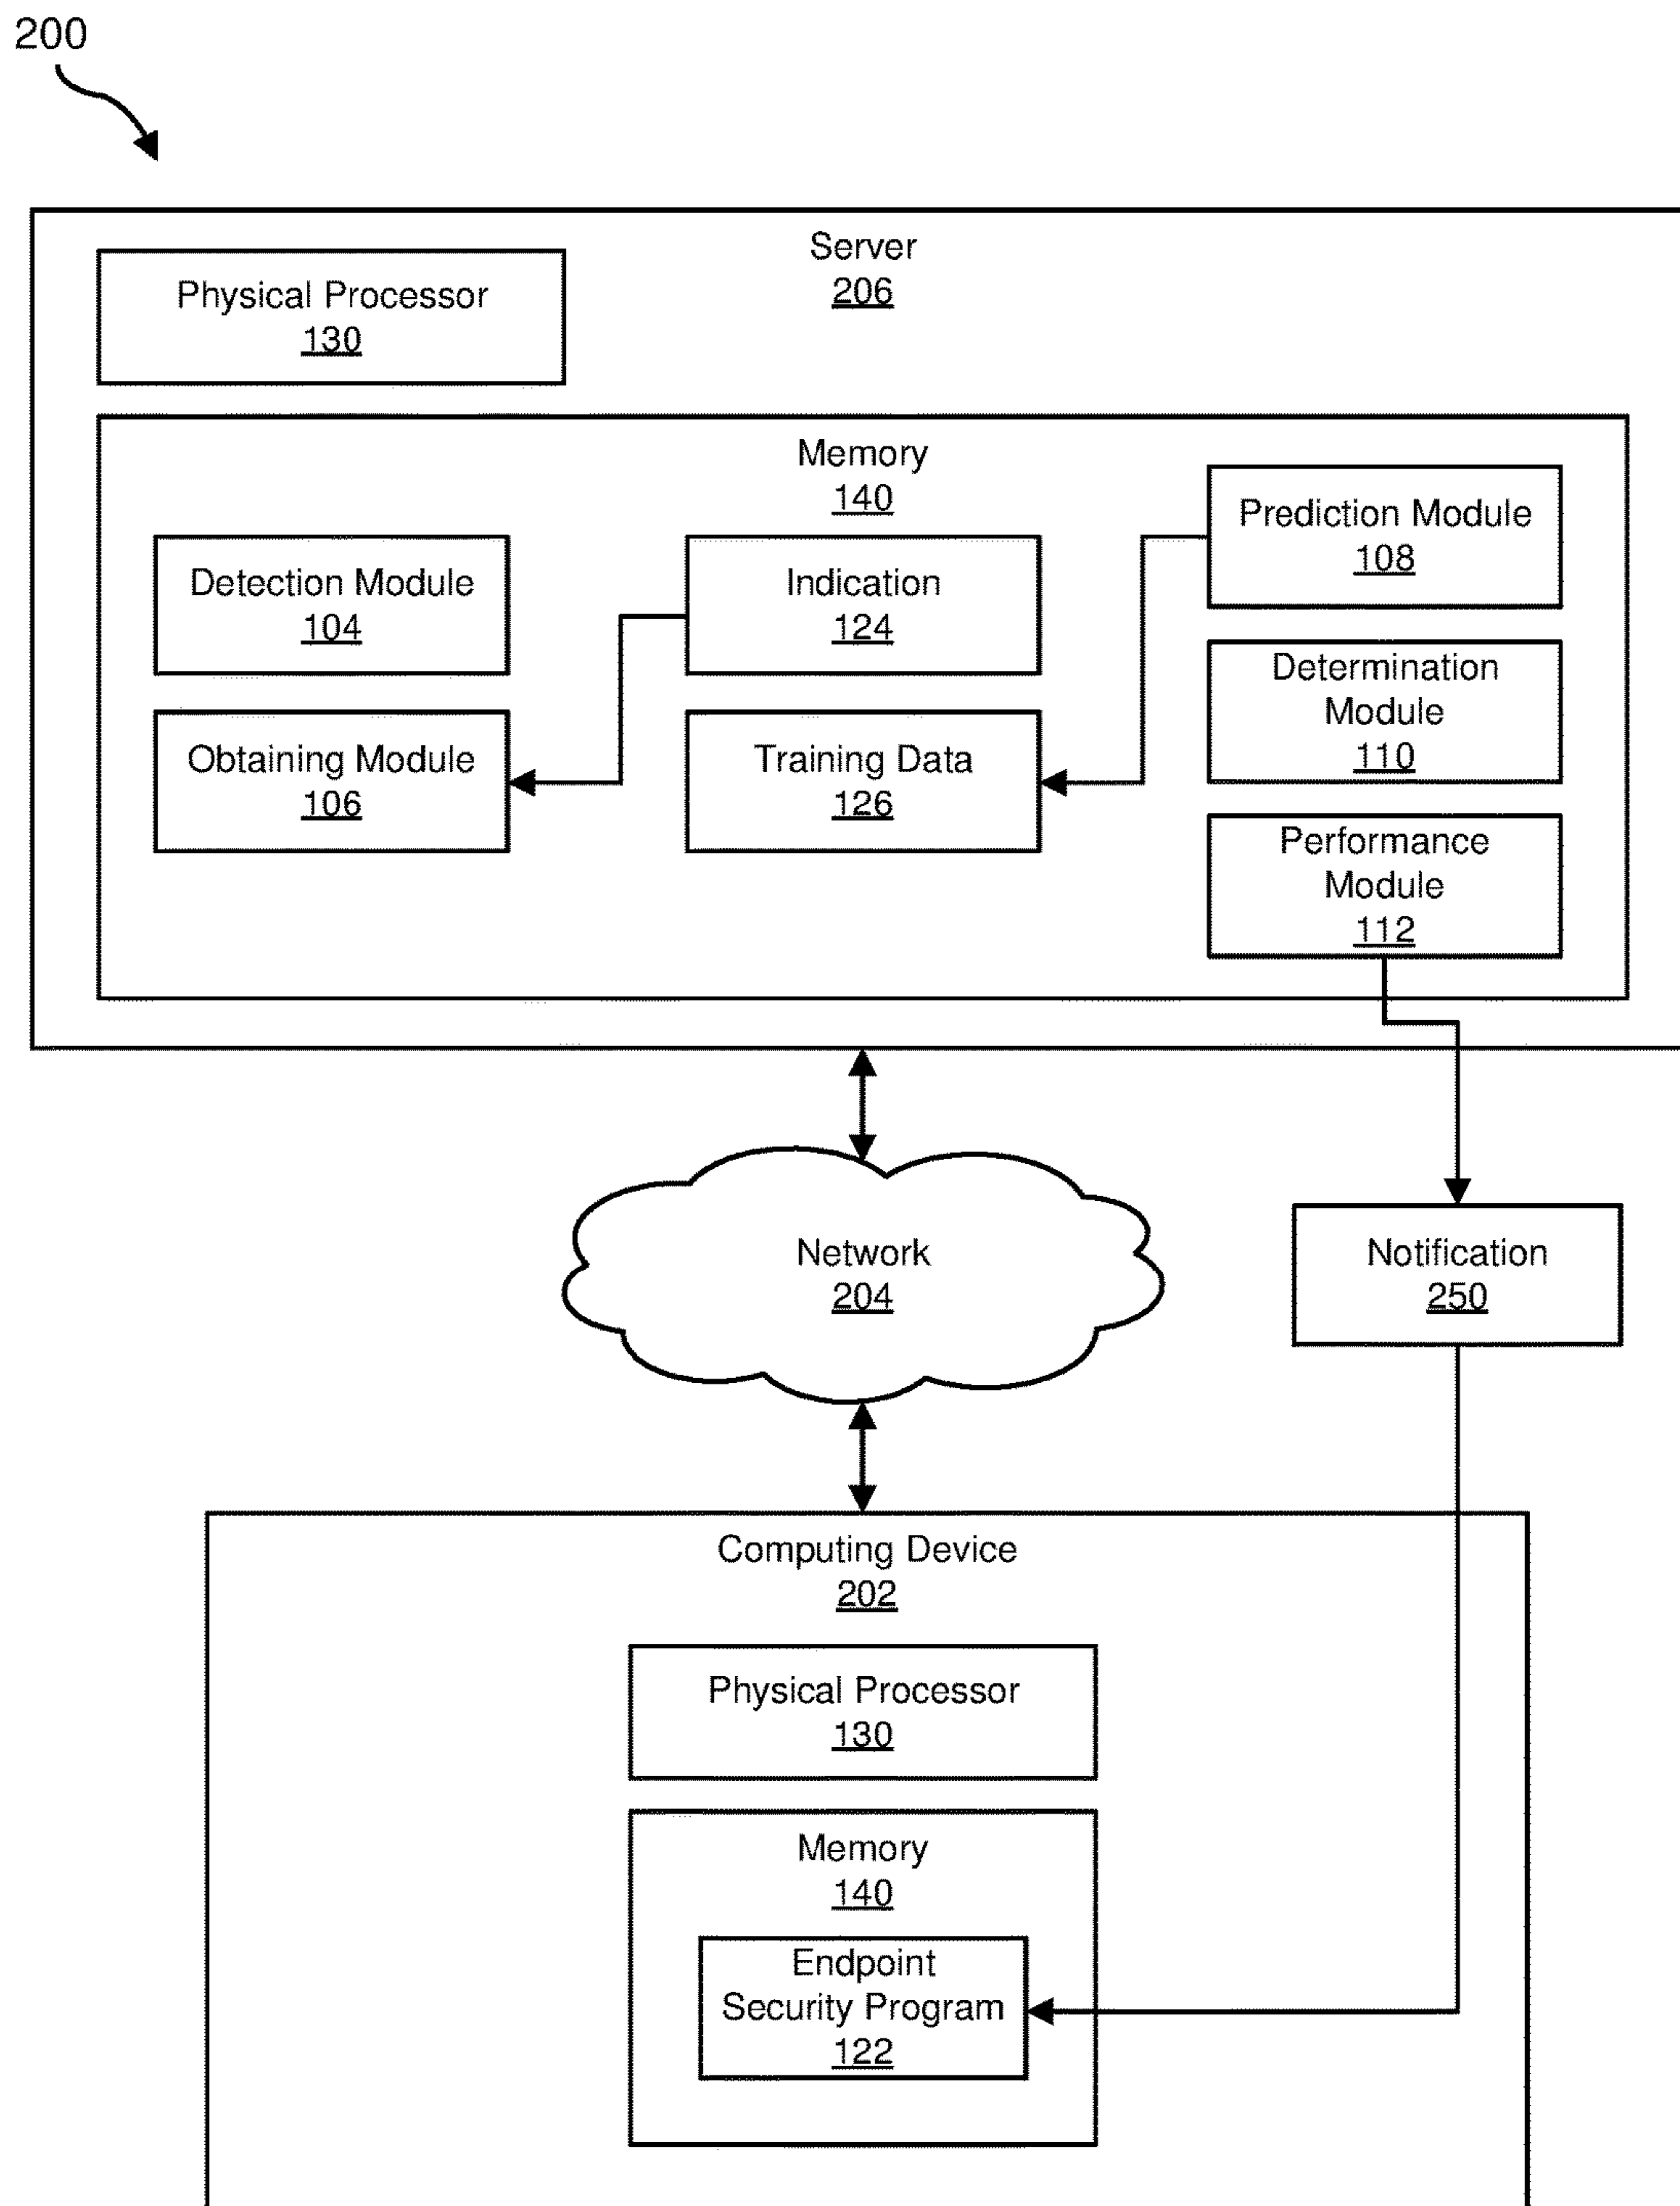 200
Server
206
Physical Processor
130
Memory
140
Detection Module
104
Indication
124
Prediction Module
108
Obtaining Module
106
Training Data
126
Determination
Module
110
Performance
Module
112
Network
204
Notification
250
Computing Device
202
Physical Processor
130
Memory
140
Endpoint
Security Program
122